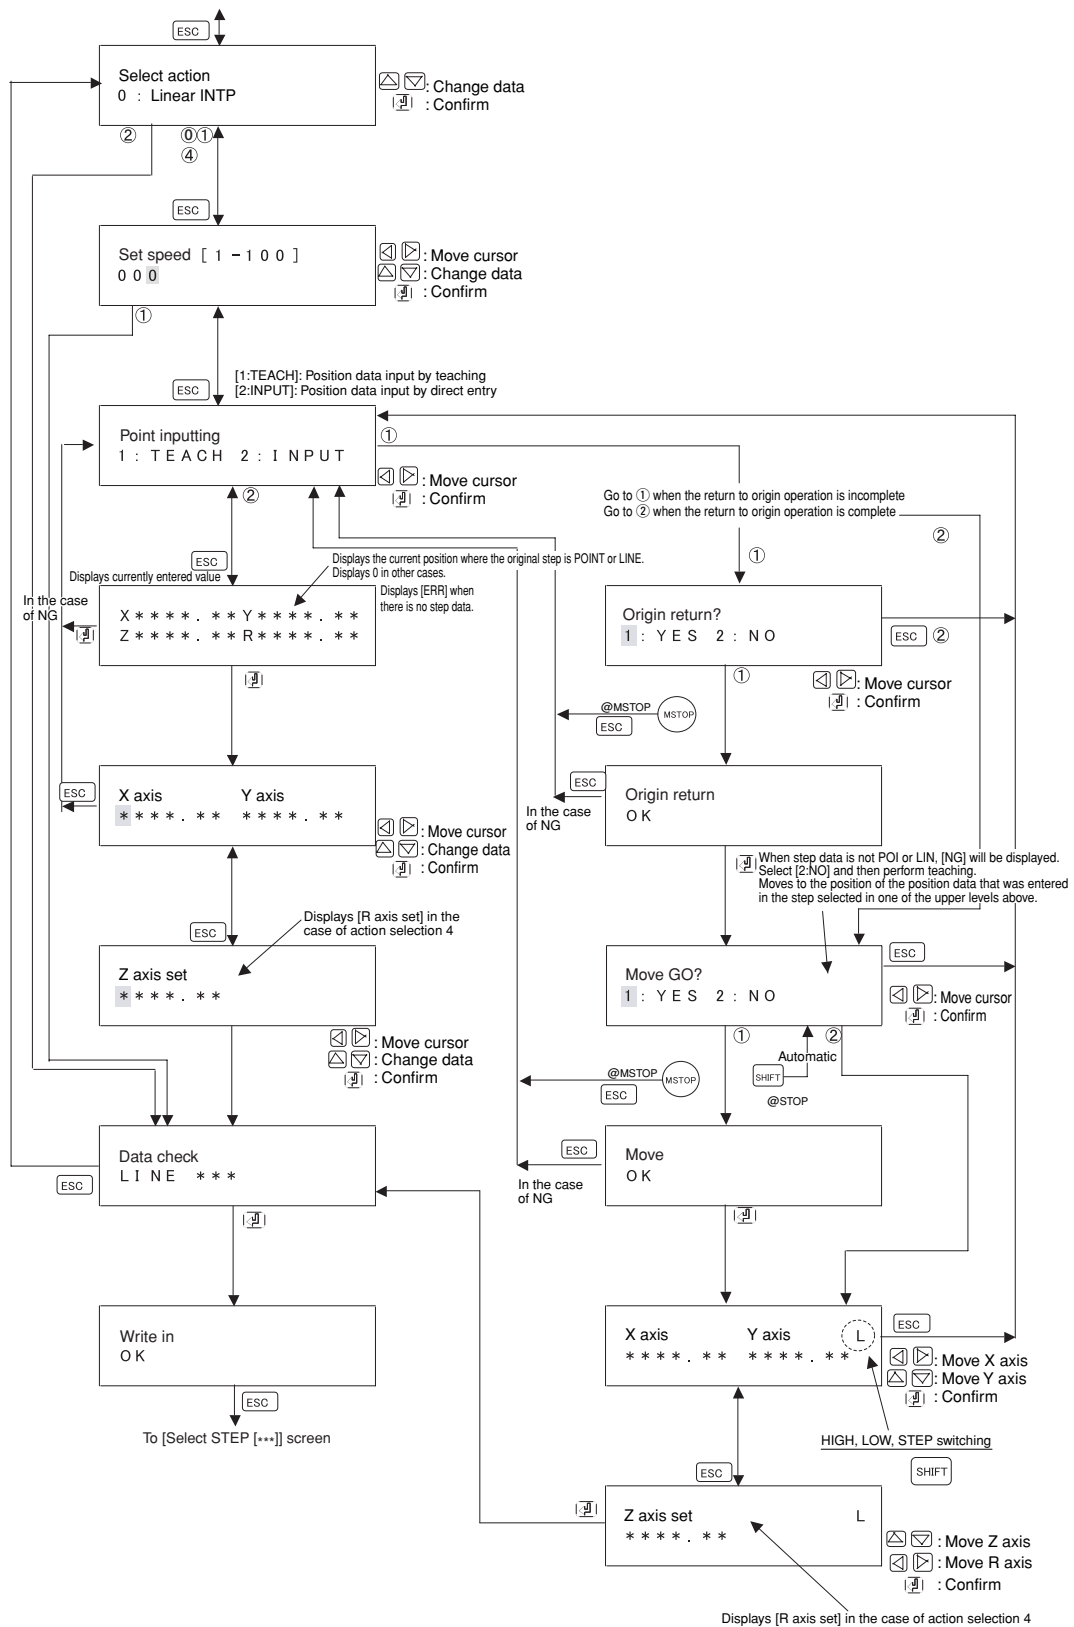 ESC
Select action
0 : Linear INTP
: Change data
: Confirm
② ⓪①
④
ESC
Set speed [ 1 - 1 0 0 ]
0 0 0
: Move cursor
: Change data
: Confirm
①
[1:TEACH]: Position data input by teaching
[2:INPUT]: Position data input by direct entry
ESC
Point inputting
1 : TEACH 2 : INPUT
①
: Move cursor
: Confirm
②
Go to ① when the return to origin operation is incomplete
Go to ② when the return to origin operation is complete
②
①
ESC
Displays the current position where the original step is POINT or LINE.
Displays 0 in other cases.
Displays currently entered value
Displays [ERR] when
there is no step data.
In the case
of NG
X * * * * . * * Y * * * * . * *
Z * * * * . * * R * * * * . * *
Origin return?
1 : YES 2 : NO
ESC ②
①
: Move cursor
: Confirm
@MSTOP
MSTOP
ESC
ESC
X axis Y axis
* * * * . * * * * * * . * *
: Move cursor
: Change data
: Confirm
ESC
Origin return
OK
In the case
of NG
When step data is not POI or LIN, [NG] will be displayed.
Select [2:NO] and then perform teaching.
Moves to the position of the position data that was entered
in the step selected in one of the upper levels above.
Displays [R axis set] in the
case of action selection 4
ESC
Z axis set
* * * * . * *
: Move cursor
: Change data
: Confirm
Move GO?
1 : YES 2 : NO
ESC
: Move cursor
: Confirm
① ②
Automatic
SHIFT
@STOP
@MSTOP
MSTOP
ESC
Data check
LINE * * *
ESC
ESC
Move
OK
In the case
of NG
Write in
OK
ESC
To [Select STEP [***]] screen
X axis Y axis L
* * * * . * * * * * * . * *
ESC
: Move X axis
: Move Y axis
: Confirm
HIGH, LOW, STEP switching
SHIFT
ESC
Z axis set L
* * * * . * *
: Move Z axis
: Move R axis
: Confirm
Displays [R axis set] in the case of action selection 4